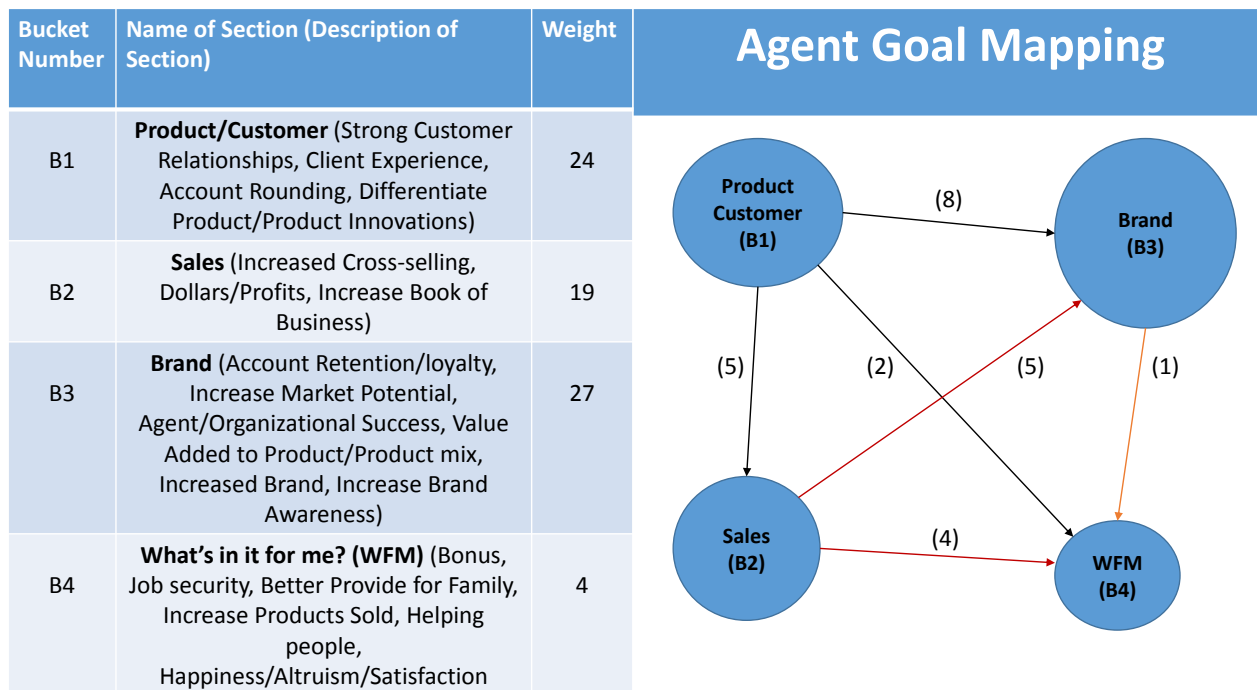 Bucket Number
Name of Section (Description of Section)
Weight
B1
Product/Customer (Strong Customer
Relationships, Client Experience,
Account Rounding, Differentiate
Product/Product Innovations)
24
B2
Sales (Increased Cross-selling,
Dollars/Profits, Increase Book of
Business)
19
B3
Brand (Account Retention/loyalty,
Increase Market Potential,
Agent/Organizational Success, Value
Added to Product/Product mix,
Increased Brand, Increase Brand
Awareness)
27
B4
What’s in it for me? (WFM) (Bonus,
Job security, Better Provide for Family,
Increase Products Sold, Helping
people,
Happiness/Altruism/Satisfaction
4
Agent Goal Mapping
Product
Customer
(B1)
(8)
Brand
(B3)
(5)
(2)
(5)
(1)
Sales
(B2)
(4)
WFM
(B4)